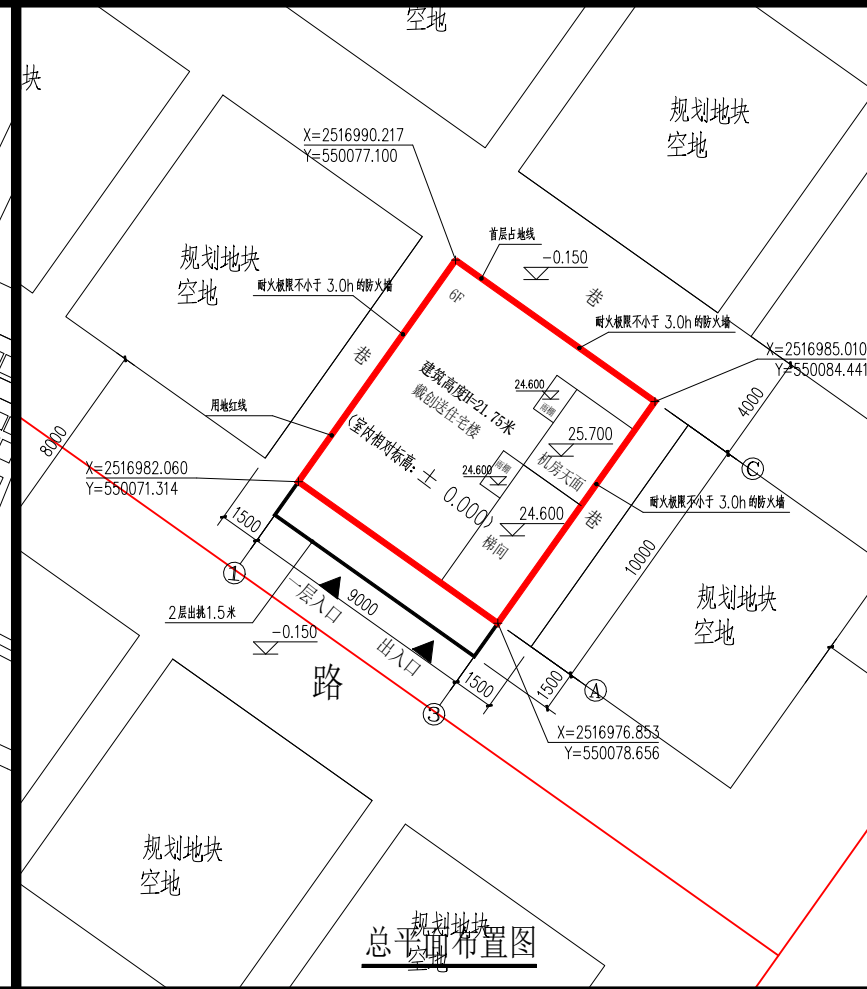 空地
块
规划地块
空地
X=2516990.217
Y=550077.100
首层占地线
-0.150
规划地块
空地
耐火极限不小于 3.0h 的防火墙
6F
巷
耐火极限不小于 3.0h 的防火墙
X=2516985.010
Y=550084.441
巷
建筑高度H=21.75米
戴创送住宅楼
(室内相对标高: ± 0.000)
24.600
雨棚
4000
用地红线
25.700
机房天面
8000
X=2516982.060
Y=550071.314
24.600
雨棚
C
耐火极限不小于 3.0h 的防火墙
24.600
梯间
巷
1500
10000
1
一层入口
9000
2层出挑1.5米
规划地块
空地
-0.150
出入口
路
1500
1500
A
3
X=2516976.853
Y=550078.656
规划地块
空地
规划地块
空地
总平面布置图